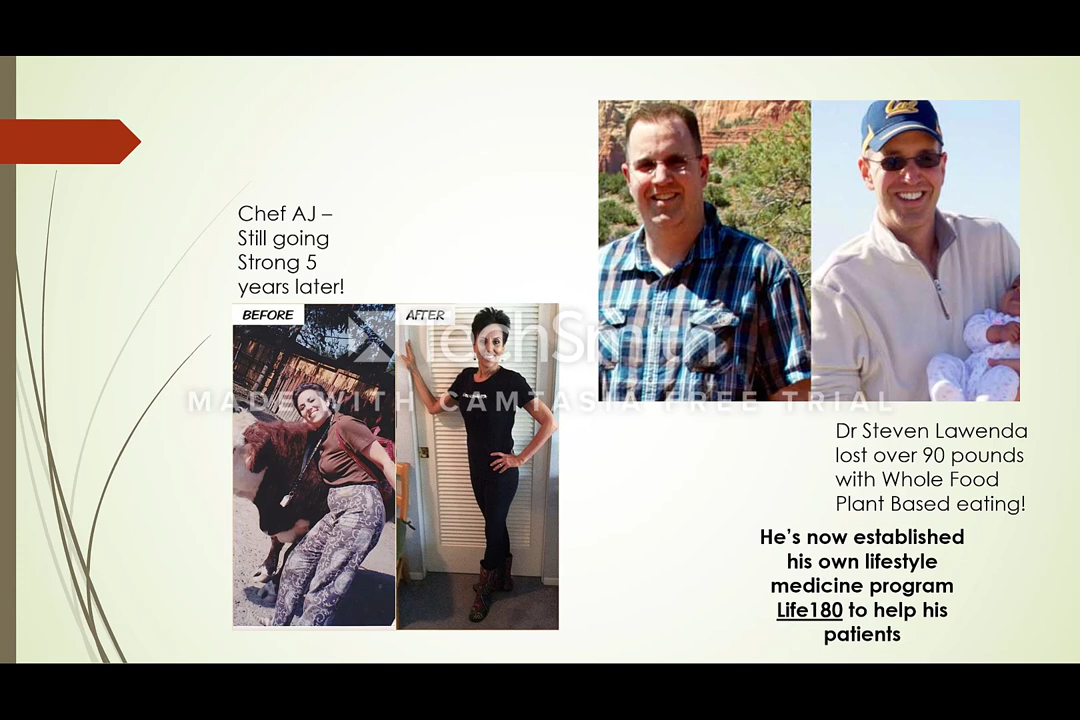 Chef AJ –
Still going
Strong 5
years later!
BEFORE
AFTER
Cal
TechSmith
MADE WITH CAMTASIA FREE TRIAL
Dr Steven Lawenda
lost over 90 pounds
with Whole Food
Plant Based eating!
He's now established
his own lifestyle
medicine program
Life180 to help his
patients